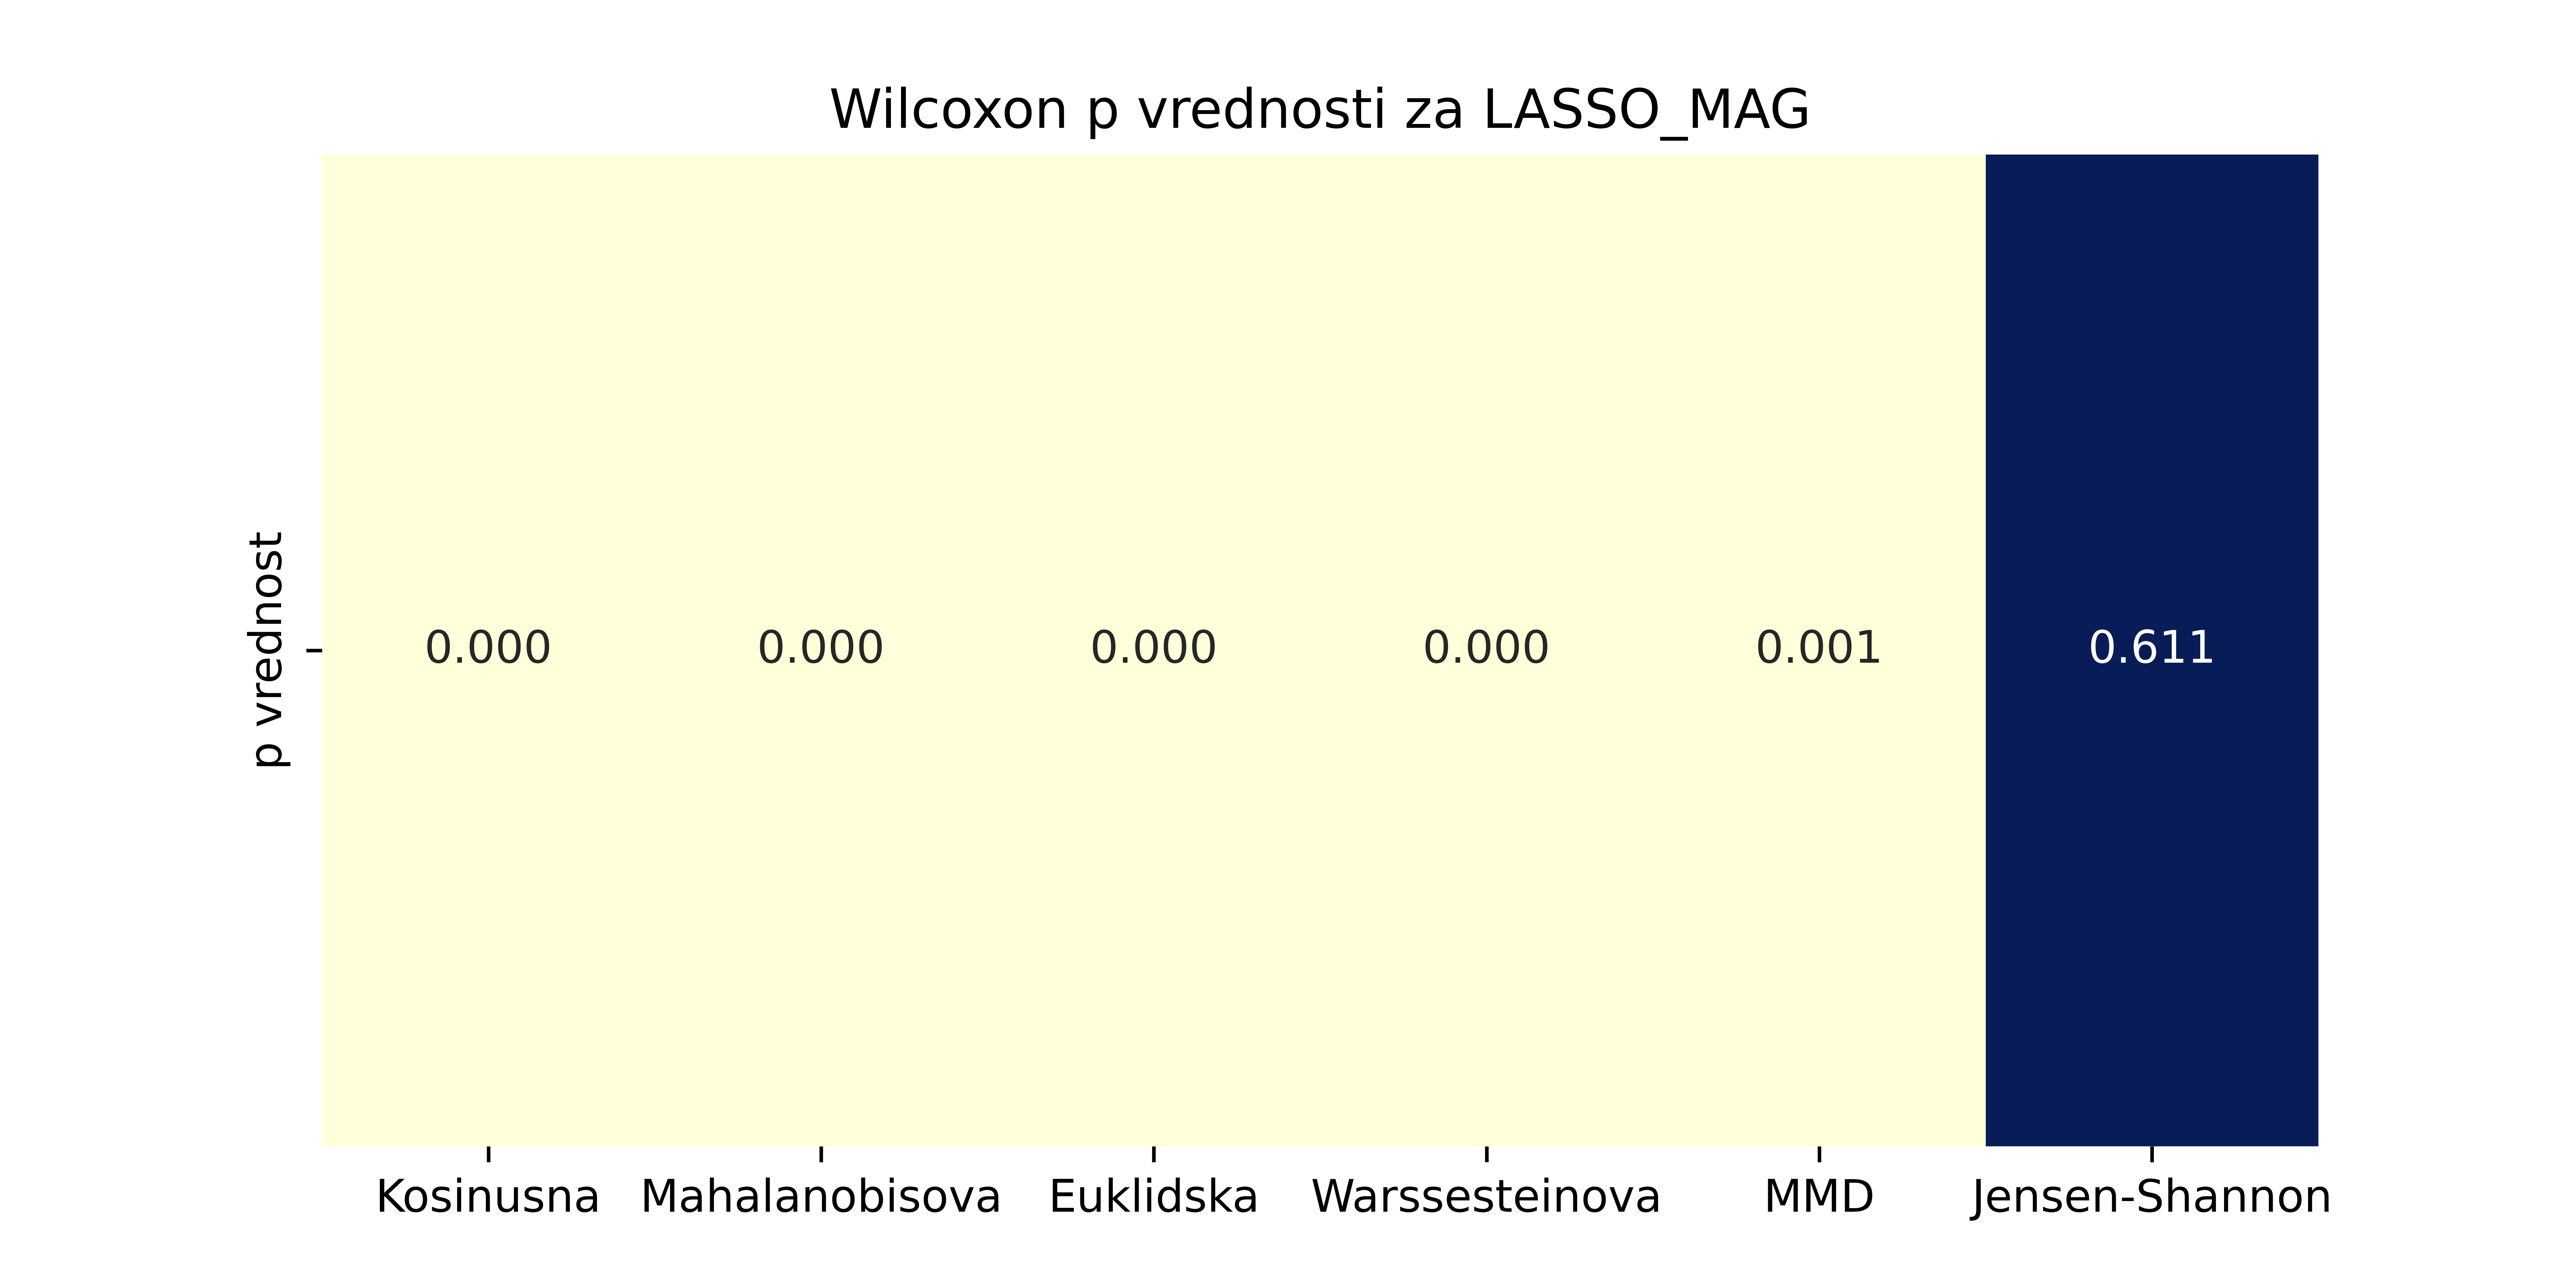 Wilcoxon p vrednosti za LASSO_MAG
p vrednost
0.000 0.000 0.000 0.000 0.001 0.611
Kosinusna Mahalanobisova Euklidska Warssesteinova MMD Jensen-Shannon